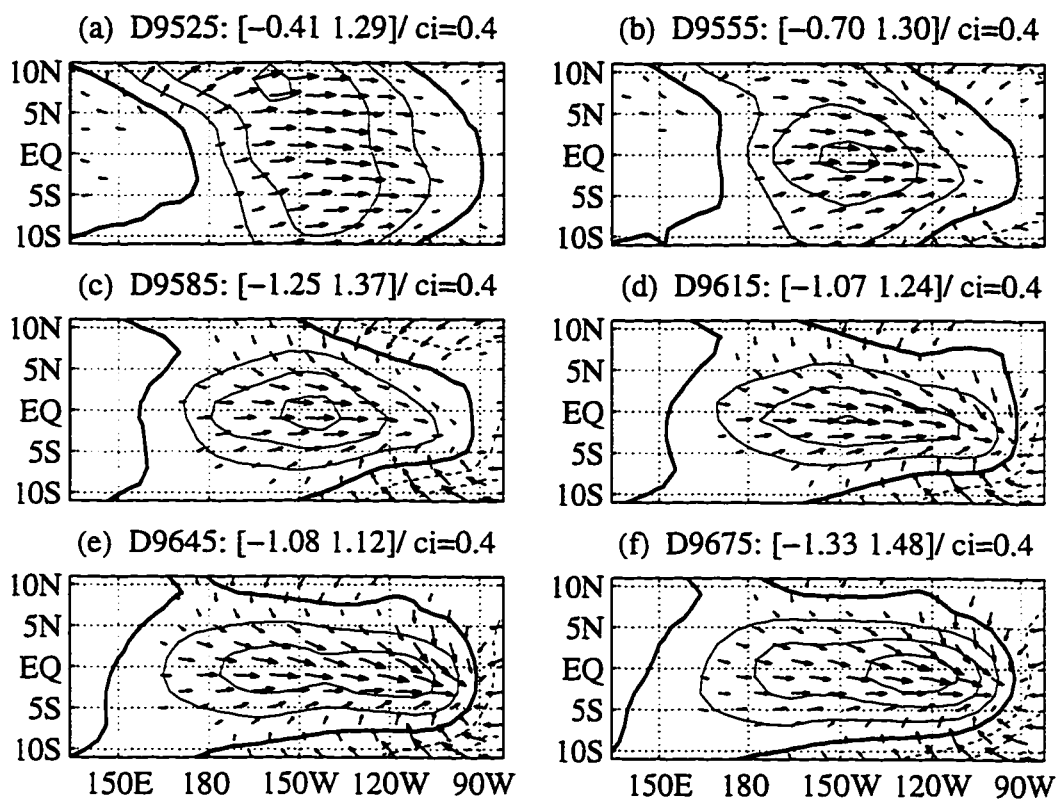 (a) D9525: [−0.41 1.29]/ ci=0.4
(b) D9555: [−0.70 1.30]/ ci=0.4
10N
5N
EQ
5S
10S
10N
5N
EQ
5S
10S
(c) D9585: [−1.25 1.37]/ ci=0.4
(d) D9615: [−1.07 1.24]/ ci=0.4
10N
5N
EQ
5S
10S
10N
5N
EQ
5S
10S
(e) D9645: [−1.08 1.12]/ ci=0.4
(f) D9675: [−1.33 1.48]/ ci=0.4
10N
5N
EQ
5S
10S
10N
5N
EQ
5S
10S
150E 180 150W 120W 90W
150E 180 150W 120W 90W